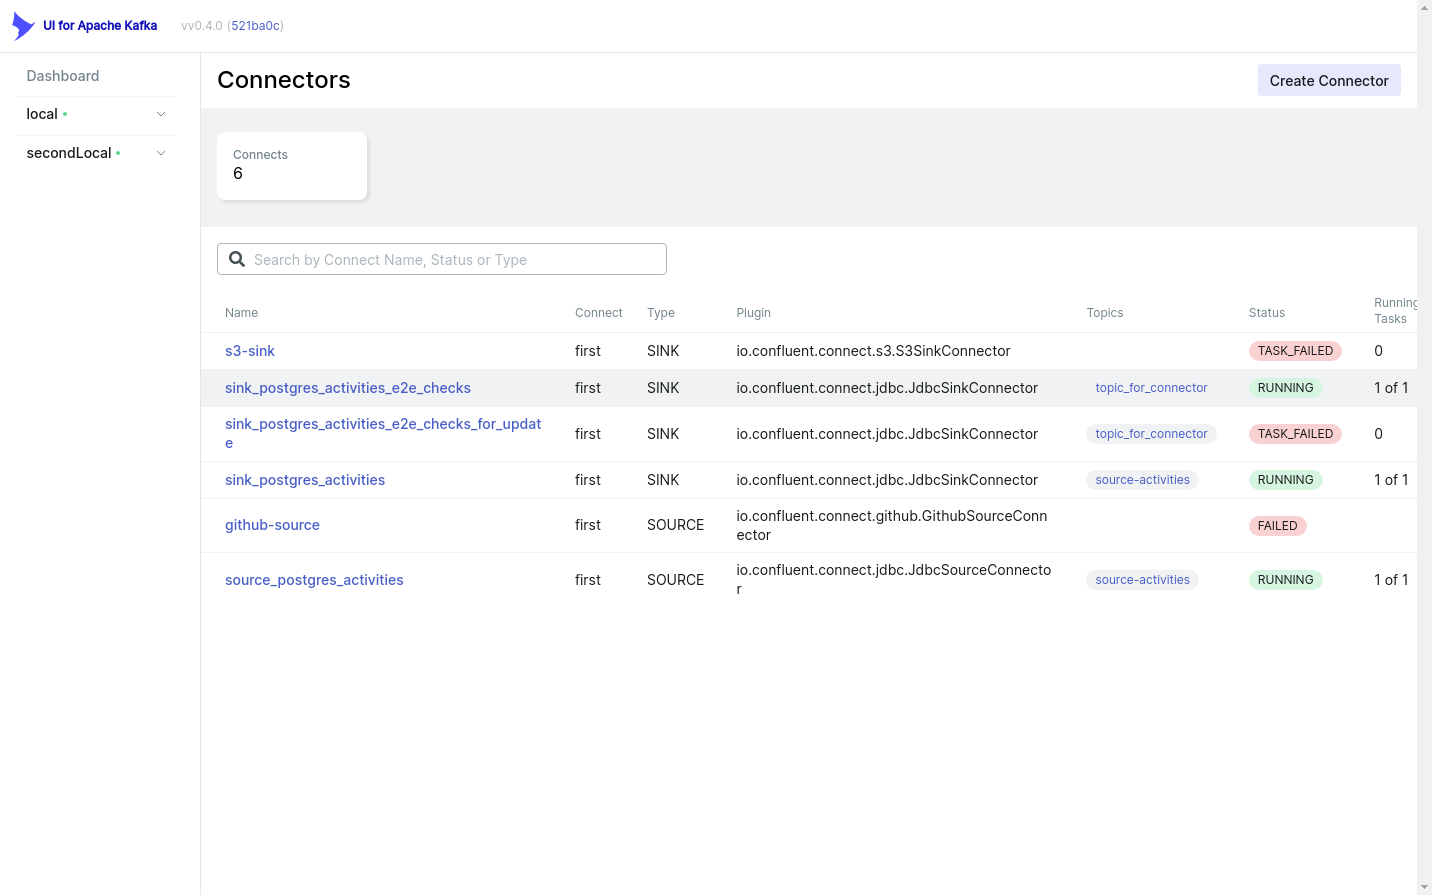 UI for Apache Kafka
vv0.4.0 (521ba0c)
Dashboard
local
secondLocal
Connectors
Create Connector
Connects
6
Search by Connect Name, Status or Type
Name Connect Type Plugin Topics Status Running
Tasks
s3-sink first SINK io.confluent.connect.s3.S3SinkConnector TASK_FAILED 0
sink_postgres_activities_e2e_checks first SINK io.confluent.connect.jdbc.JdbcSinkConnector topic_for_connector RUNNING 1 of 1
sink_postgres_activities_e2e_checks_for_updat
e first SINK io.confluent.connect.jdbc.JdbcSinkConnector topic_for_connector TASK_FAILED 0
sink_postgres_activities first SINK io.confluent.connect.jdbc.JdbcSinkConnector source-activities RUNNING 1 of 1
github-source first SOURCE io.confluent.connect.github.GithubSourceConn
ector FAILED
source_postgres_activities first SOURCE io.confluent.connect.jdbc.JdbcSourceConnecto
r source-activities RUNNING 1 of 1